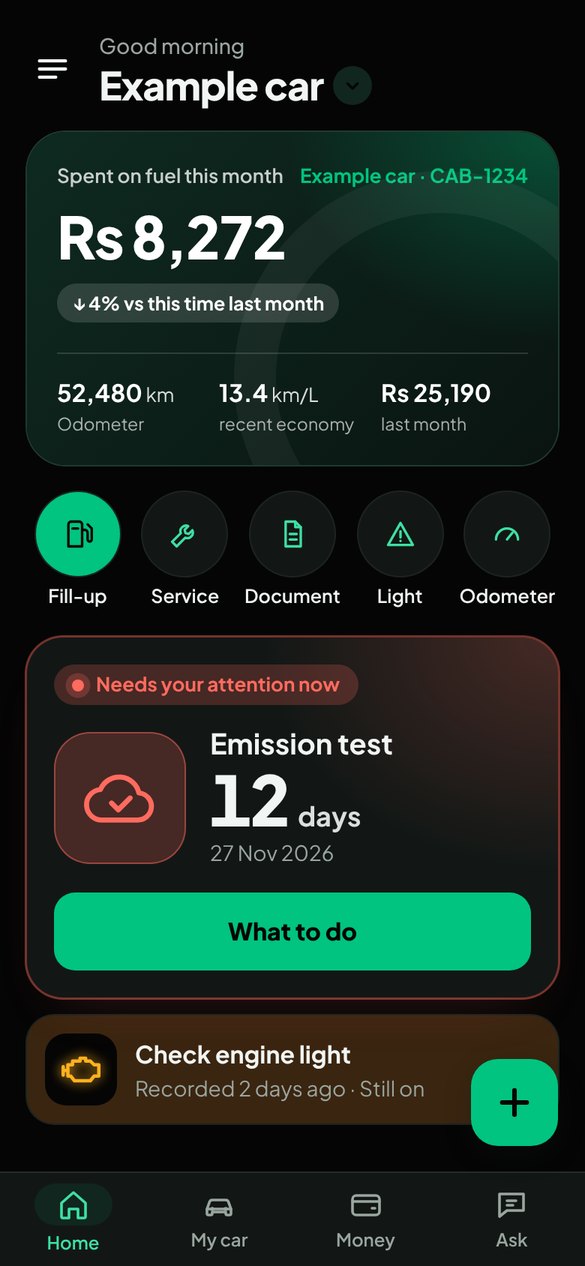 Good morning
Example car
Spent on fuel this month
Example car · CAB-1234
Rs 8,272
↓ 4% vs this time last month
52,480 km
Odometer
13.4 km/L
recent economy
Rs 25,190
last month
Fill-up
Service
Document
Light
Odometer
Needs your attention now
Emission test
12 days
27 Nov 2026
What to do
Check engine light
Recorded 2 days ago · Still on
Home
My car
Money
Ask